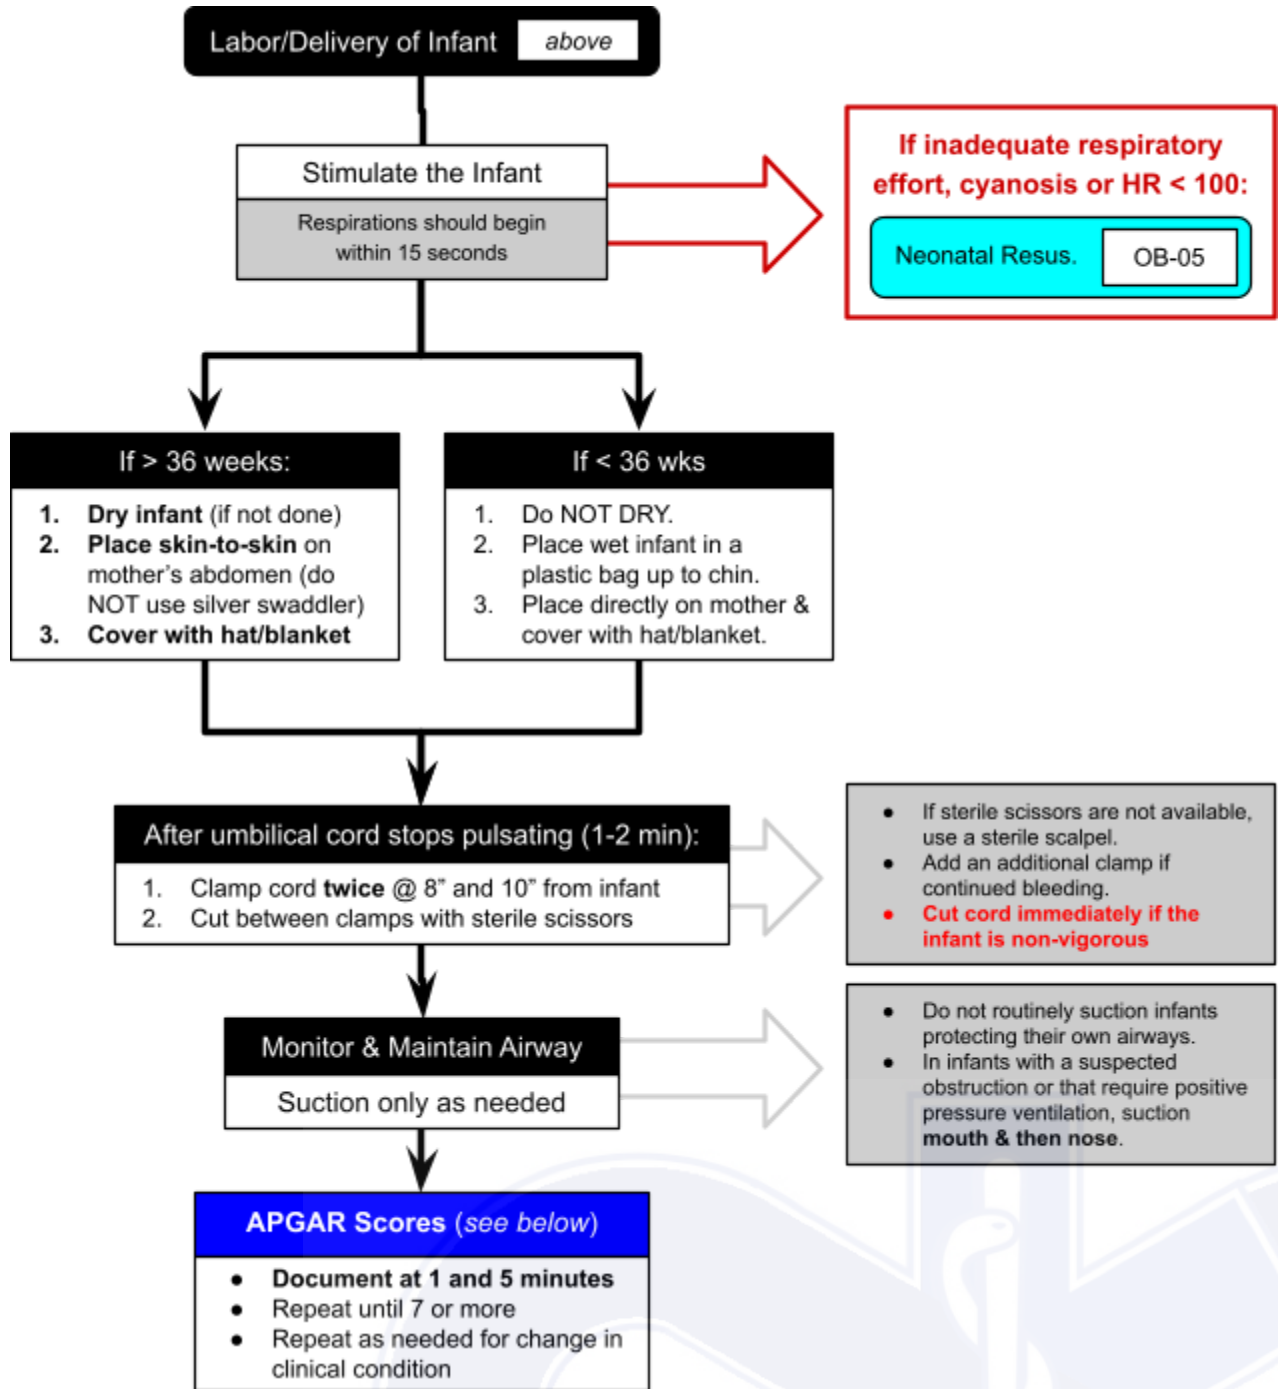 Labor/Delivery of Infant above
Stimulate the Infant
Respirations should begin
within 15 seconds
If inadequate respiratory
effort, cyanosis or HR < 100:
Neonatal Resus. OB-05
If > 36 weeks:
1. Dry infant (if not done)
2. Place skin-to-skin on
mother's abdomen (do
NOT use silver swaddler)
3. Cover with hat/blanket
If < 36 wks
1. Do NOT DRY.
2. Place wet infant in a
plastic bag up to chin.
3. Place directly on mother &
cover with hat/blanket.
After umbilical cord stops pulsating (1-2 min):
1. Clamp cord twice @ 8” and 10” from infant
2. Cut between clamps with sterile scissors
● If sterile scissors are not available,
use a sterile scalpel.
● Add an additional clamp if
continued bleeding.
● Cut cord immediately if the
infant is non-vigorous
Monitor & Maintain Airway
Suction only as needed
● Do not routinely suction infants
protecting their own airways.
● In infants with a suspected
obstruction or that require positive
pressure ventilation, suction
mouth & then nose.
APGAR Scores (see below)
● Document at 1 and 5 minutes
● Repeat until 7 or more
● Repeat as needed for change in
clinical condition